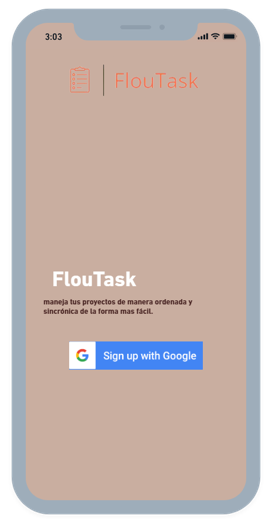 3:03
FlouTask
FlouTask
maneja tus proyectos de manera ordenada y
sincrónica de la forma mas fácil.
G Sign up with Google